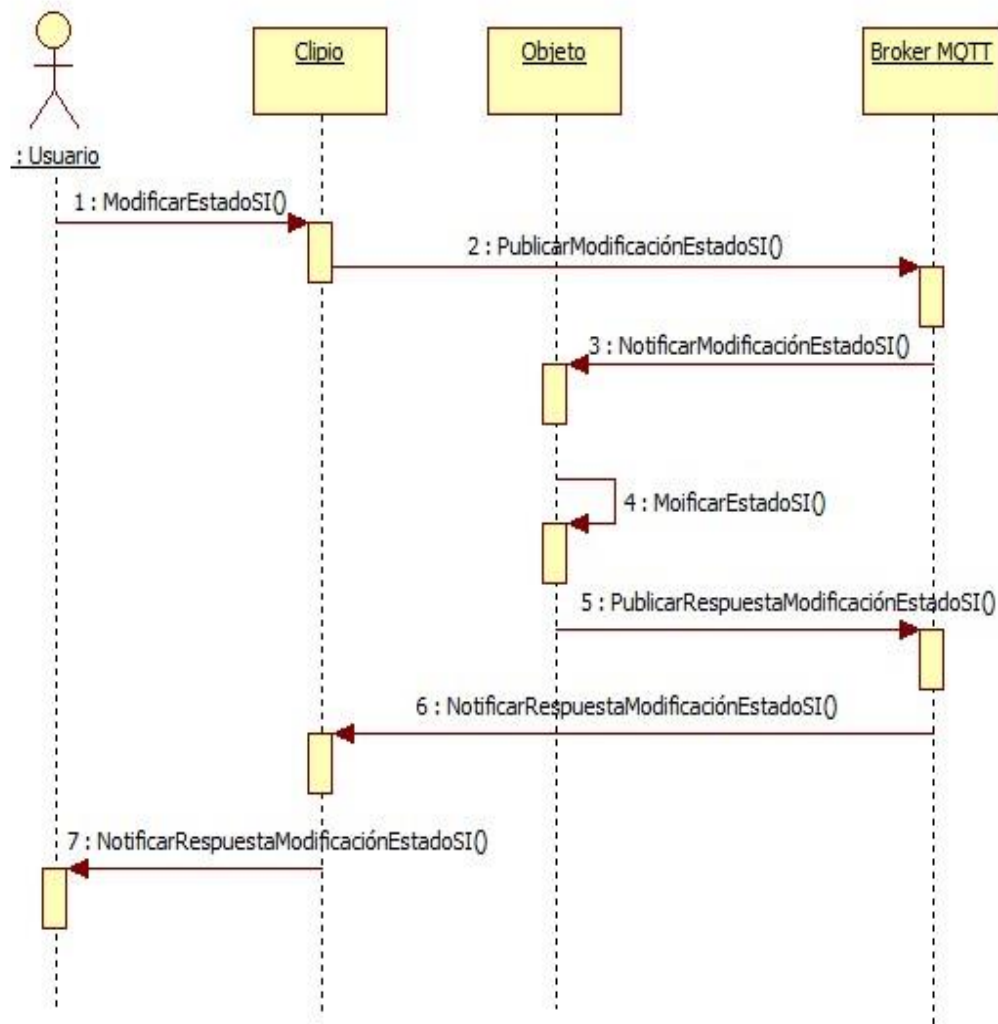 Clipio
Objeto
Broker MQTT
: Usuario
1 : ModificarEstadoSI()
2 : PublicarModificaciónEstadoSI()
3 : NotificarModificaciónEstadoSI()
4 : MoificarEstadoSI()
5 : PublicarRespuestaModificaciónEstadoSI()
6 : NotificarRespuestaModificaciónEstadoSI()
7 : NotificarRespuestaModificaciónEstadoSI()